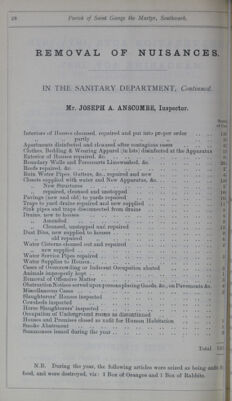 28 Parish of Saint George the Martyr, Southwark.
REMOVAL OF NUISANCES.
IN THE SANITARY DEPARTMENT, Continued.
Mr. JOSEPH A. ANSCOMBE, Inspector.
Interiors of Houses cleansed, repaired and put into proper order
„ „ partly
Apartments disinfected and cleansed after contagious cases
Clothes, Bedding & Wearing Apparel (in lots) disinfected at the Apparatus
Exterior of Houses repaired, &c.
Boundary Walls and Pavements Limewashed, &c.
Roofs repaired, &c.
Rain Water Pipes, Gutters, &c., repaired and new
Closets supplied with water and New Apparatus, &c.
„ New Structures
„ repaired, cleansed and unstopped
Pavings (new and old) to yards repaired
Traps to yard drains repaired and new supplied
Sink pipes and traps disconnected from drains
Drains, new to houses
„ Amended
„ Cleansed, unstopped and repaired
Dust Bins, new supplied to houses
„ old repaired
Water Cisterns cleaned out and repaired
„ new supplied
Water Service Pipes repaired
Water Supplies to Houses
Cases of Overcrowding or Indecent Occupation abated
Animals improperly kept
Removal of Offensive Matter
Obstruction Notices served upon persons placing Goods, &c., on Pavements &c.
Miscellaneous Cases
Slaughterers' Houses inspected
Cowsheds inspected
Horse Slaughterers' inspected
Occupation of Underground rooms as discontinued
Houses and Premises closed as unfit for Human Habitation
Smoke Abatement
Summonses issued during the year
Total
N.B. During the year, the following articles were seized as being unfit
food, and were destroyed, viz: 1 Box of Oranges and 1 Box of Rabbits.